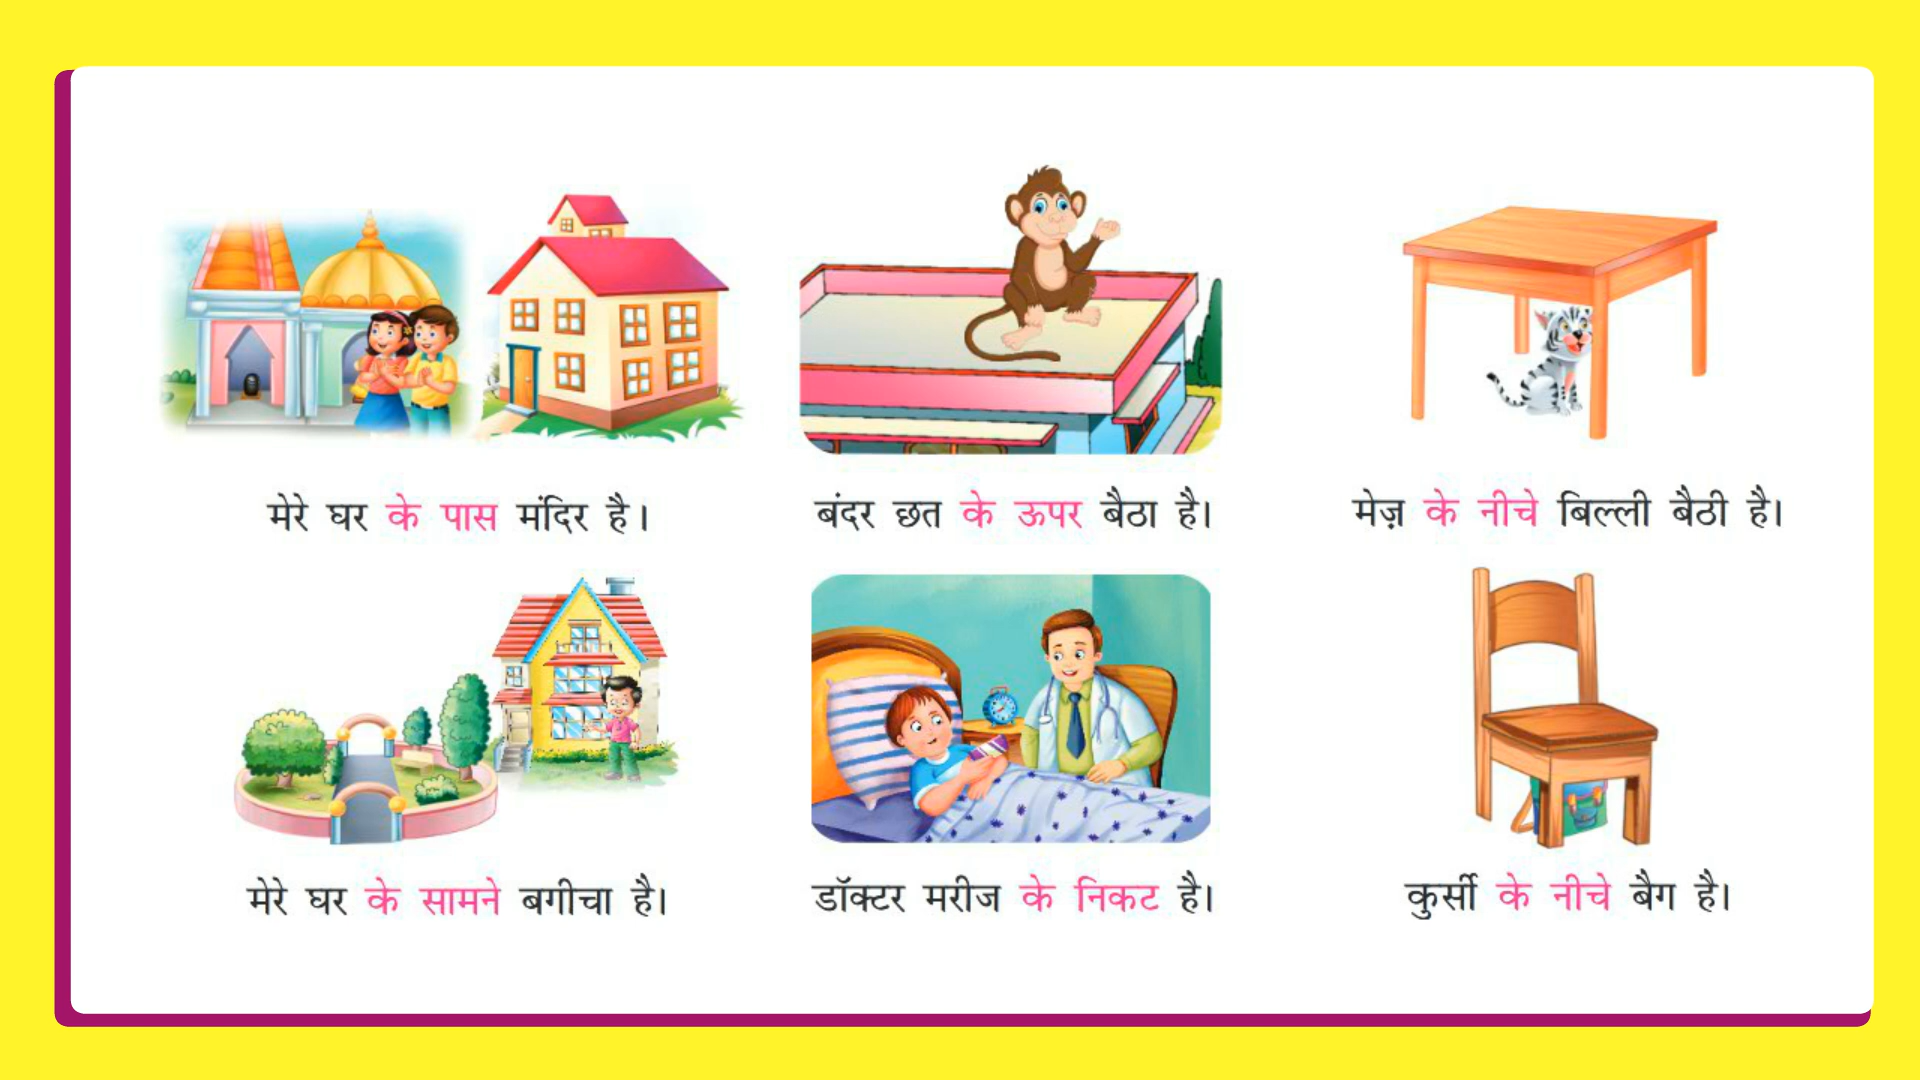 मेरे घर के पास मंदिर है।
बंदर छत के ऊपर बैठा है।
मेज़ के नीचे बिल्ली बैठी है।
मेरे घर के सामने बगीचा है।
डॉक्टर मरीज के निकट है।
कुर्सी के नीचे बैग है।